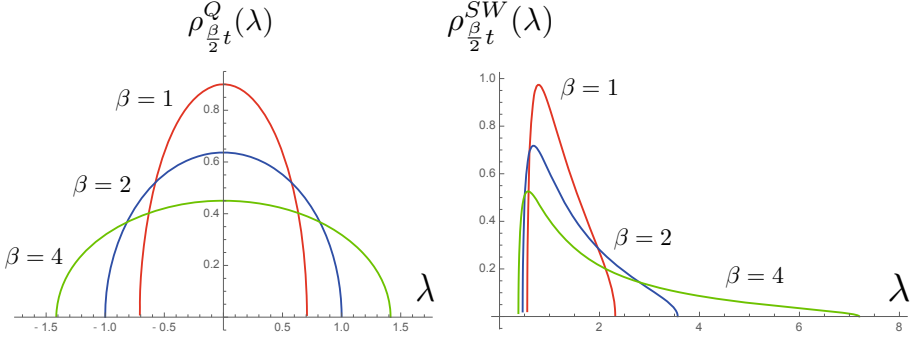 ρ^Q_{β/2 t}(λ)
β = 1
β = 2
β = 4
λ
0.8
0.6
0.4
0.2
- 1.5 - 1.0 - 0.5 0.5 1.0 1.5
ρ^{SW}_{β/2 t}(λ)
β = 1
β = 2
β = 4
λ
1.0
0.8
0.6
0.4
0.2
2 4 6 8